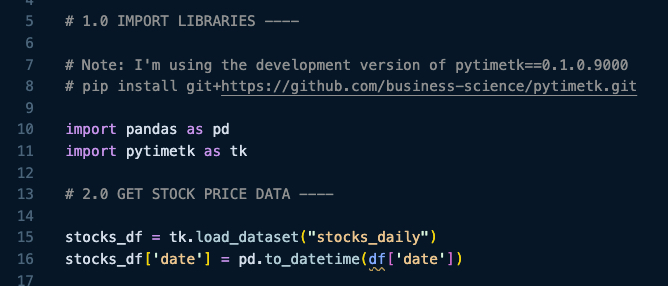 5 # 1.0 IMPORT LIBRARIES ----
6
7 # Note: I'm using the development version of pytimetk==0.1.0.9000
8 # pip install git+https://github.com/business-science/pytimetk.git
9
10 import pandas as pd
11 import pytimetk as tk
12
13 # 2.0 GET STOCK PRICE DATA ----
14
15 stocks_df = tk.load_dataset("stocks_daily")
16 stocks_df['date'] = pd.to_datetime(df['date'])
17